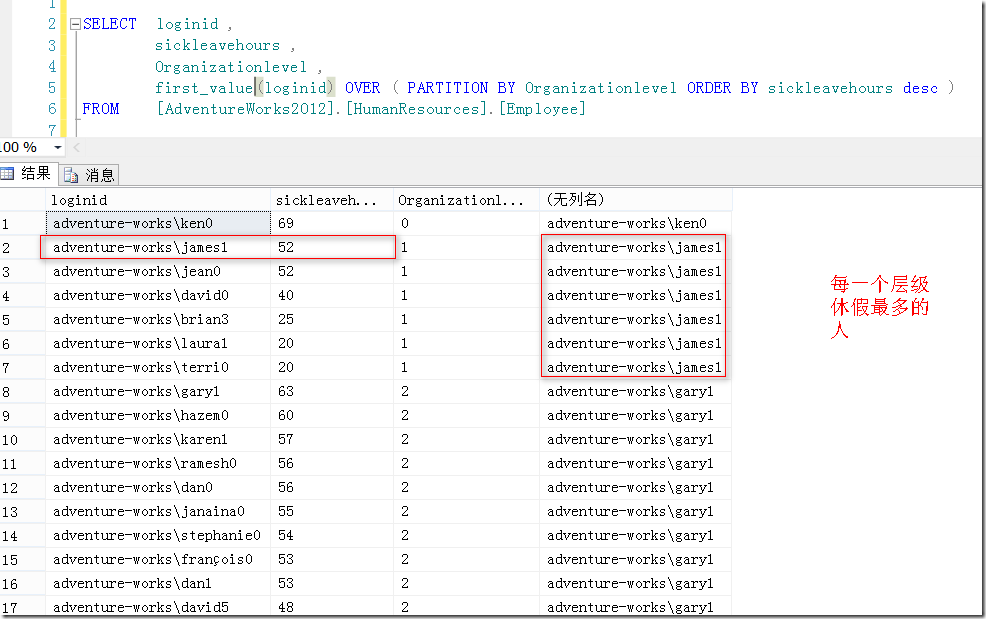 1
2 SELECT loginid ,
3 sickleavehours ,
4 Organizationlevel ,
5 first_value(loginid) OVER ( PARTITION BY Organizationlevel ORDER BY sickleavehours desc )
6 FROM [AdventureWorks2012].[HumanResources].[Employee]
7
100 %
结果 消息
loginid sickleaveh... Organizationl... (无列名)
1 adventure-works\ken0 69 0 adventure-works\ken0
2 adventure-works\james1 52 1 adventure-works\james1
3 adventure-works\jean0 52 1 adventure-works\james1
4 adventure-works\david0 40 1 adventure-works\james1
5 adventure-works\brian3 25 1 adventure-works\james1
6 adventure-works\laura1 20 1 adventure-works\james1
7 adventure-works\terri0 20 1 adventure-works\james1
8 adventure-works\gary1 63 2 adventure-works\gary1
9 adventure-works\hazem0 60 2 adventure-works\gary1
10 adventure-works\karen1 57 2 adventure-works\gary1
11 adventure-works\ramesh0 56 2 adventure-works\gary1
12 adventure-works\dan0 56 2 adventure-works\gary1
13 adventure-works\janaina0 55 2 adventure-works\gary1
14 adventure-works\stephanie0 54 2 adventure-works\gary1
15 adventure-works\françois0 53 2 adventure-works\gary1
16 adventure-works\dan1 53 2 adventure-works\gary1
17 adventure-works\david5 48 2 adventure-works\gary1
每一个层级
休假最多的
人